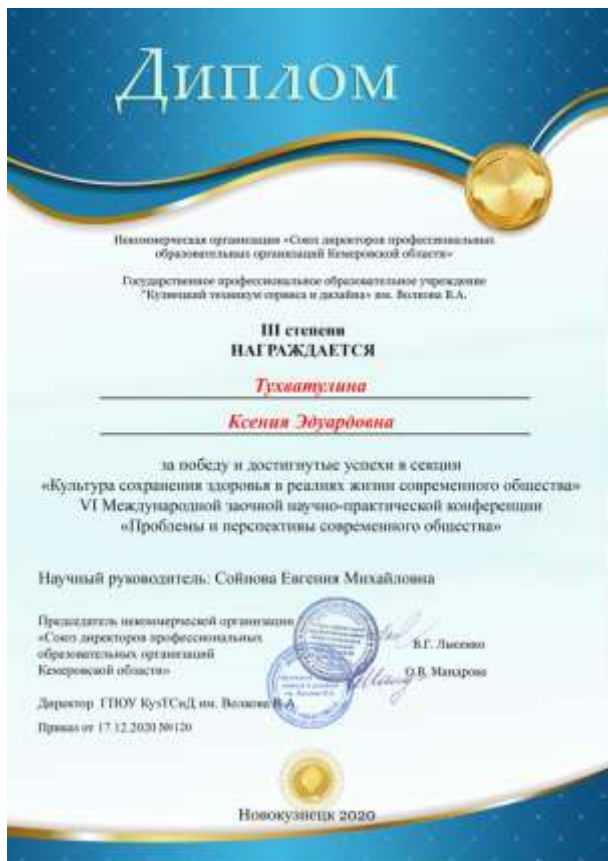 Диплом
Некоммерческая организация «Союз директоров профессиональных
образовательных организаций Кемеровской области»
Государственное профессиональное образовательное учреждение
"Кузнецкий техникум сервиса и дизайна» им. Волкова В.А.
III степени
НАГРАЖДАЕТСЯ
Тухватулина
Ксения Эдуардовна
за победу и достигнутые успехи в секции
«Культура сохранения здоровья в реалиях жизни современного общества»
VI Международной заочной научно-практической конференции
«Проблемы и перспективы современного общества»
Научный руководитель: Сойнова Евгения Михайловна
Председатель некоммерческой организации
«Союз директоров профессиональных
образовательных организаций
Кемеровской области»
В.Г. Лысенко
О.В. Мандрова
Директор ГПОУ КузТСиД им. Волкова В.А
Приказ от 17.12.2020 №120
Новокузнецк 2020